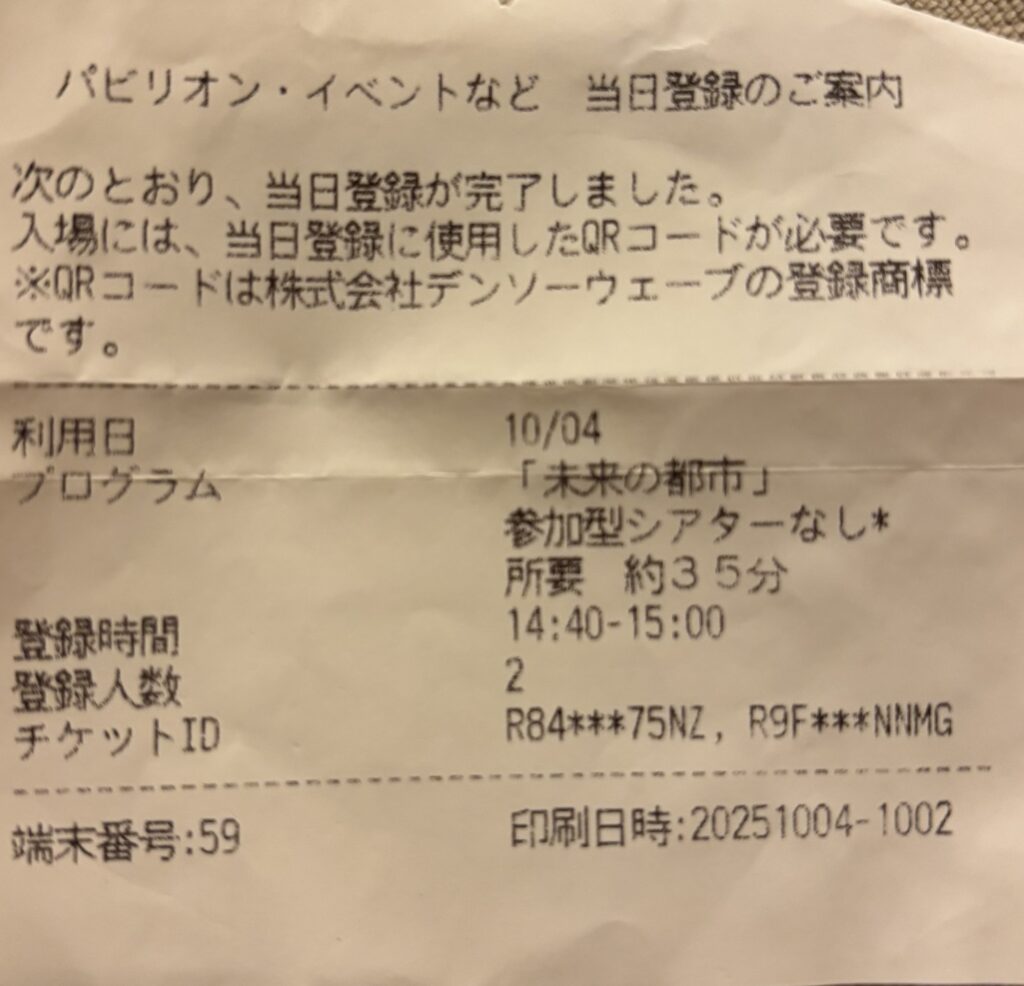 パビリオン・イベントなど　当日登録のご案内
次のとおり、当日登録が完了しました。
入場には、当日登録に使用したQRコードが必要です。
※QRコードは株式会社デンソーウェーブの登録商標
です。
利用日 10/04
プログラム 「未来の都市」
参加型シアターなし*
所要　約３５分
登録時間 14:40-15:00
登録人数 2
チケットID R84***75NZ, R9F***NNMG
端末番号:59 印刷日時:20251004-1002